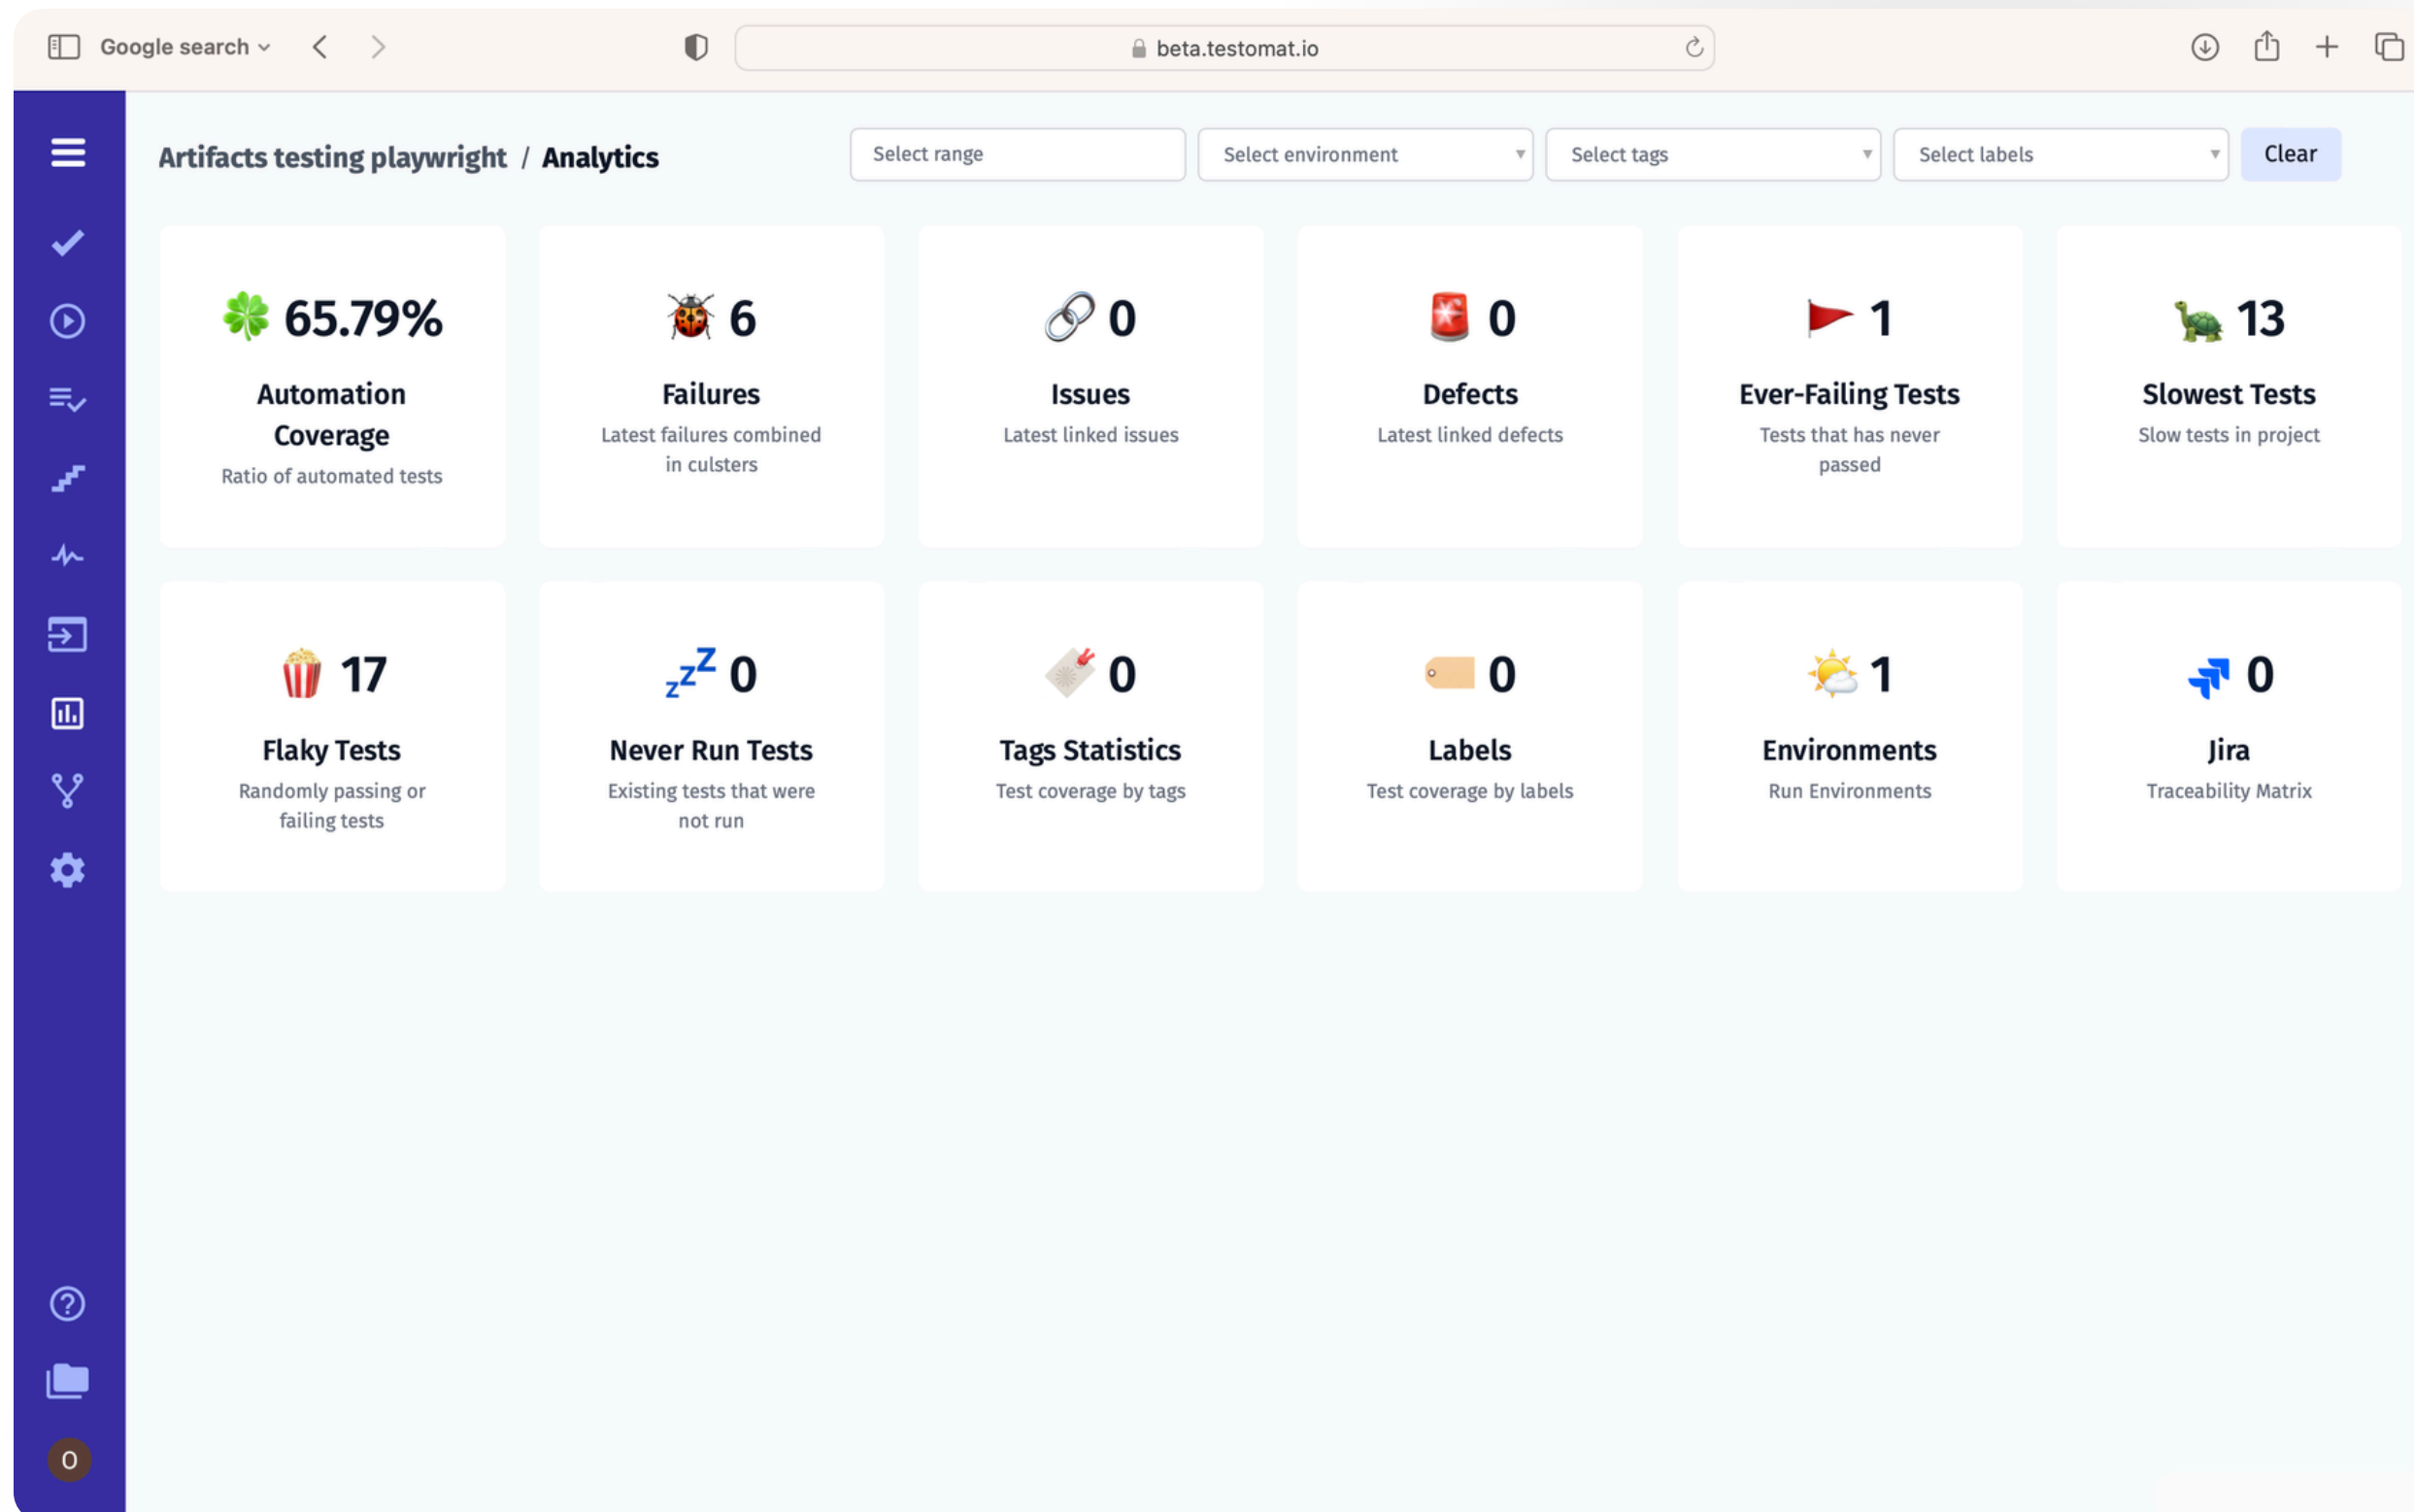 Google search
beta.testomat.io
Artifacts testing playwright / Analytics
Select range
Select environment
Select tags
Select labels
Clear
65.79%
Automation
Coverage
Ratio of automated tests
6
Failures
Latest failures combined
in culsters
0
Issues
Latest linked issues
0
Defects
Latest linked defects
1
Ever-Failing Tests
Tests that has never
passed
13
Slowest Tests
Slow tests in project
17
Flaky Tests
Randomly passing or
failing tests
zzZ 0
Never Run Tests
Existing tests that were
not run
0
Tags Statistics
Test coverage by tags
0
Labels
Test coverage by labels
1
Environments
Run Environments
0
Jira
Traceability Matrix
O